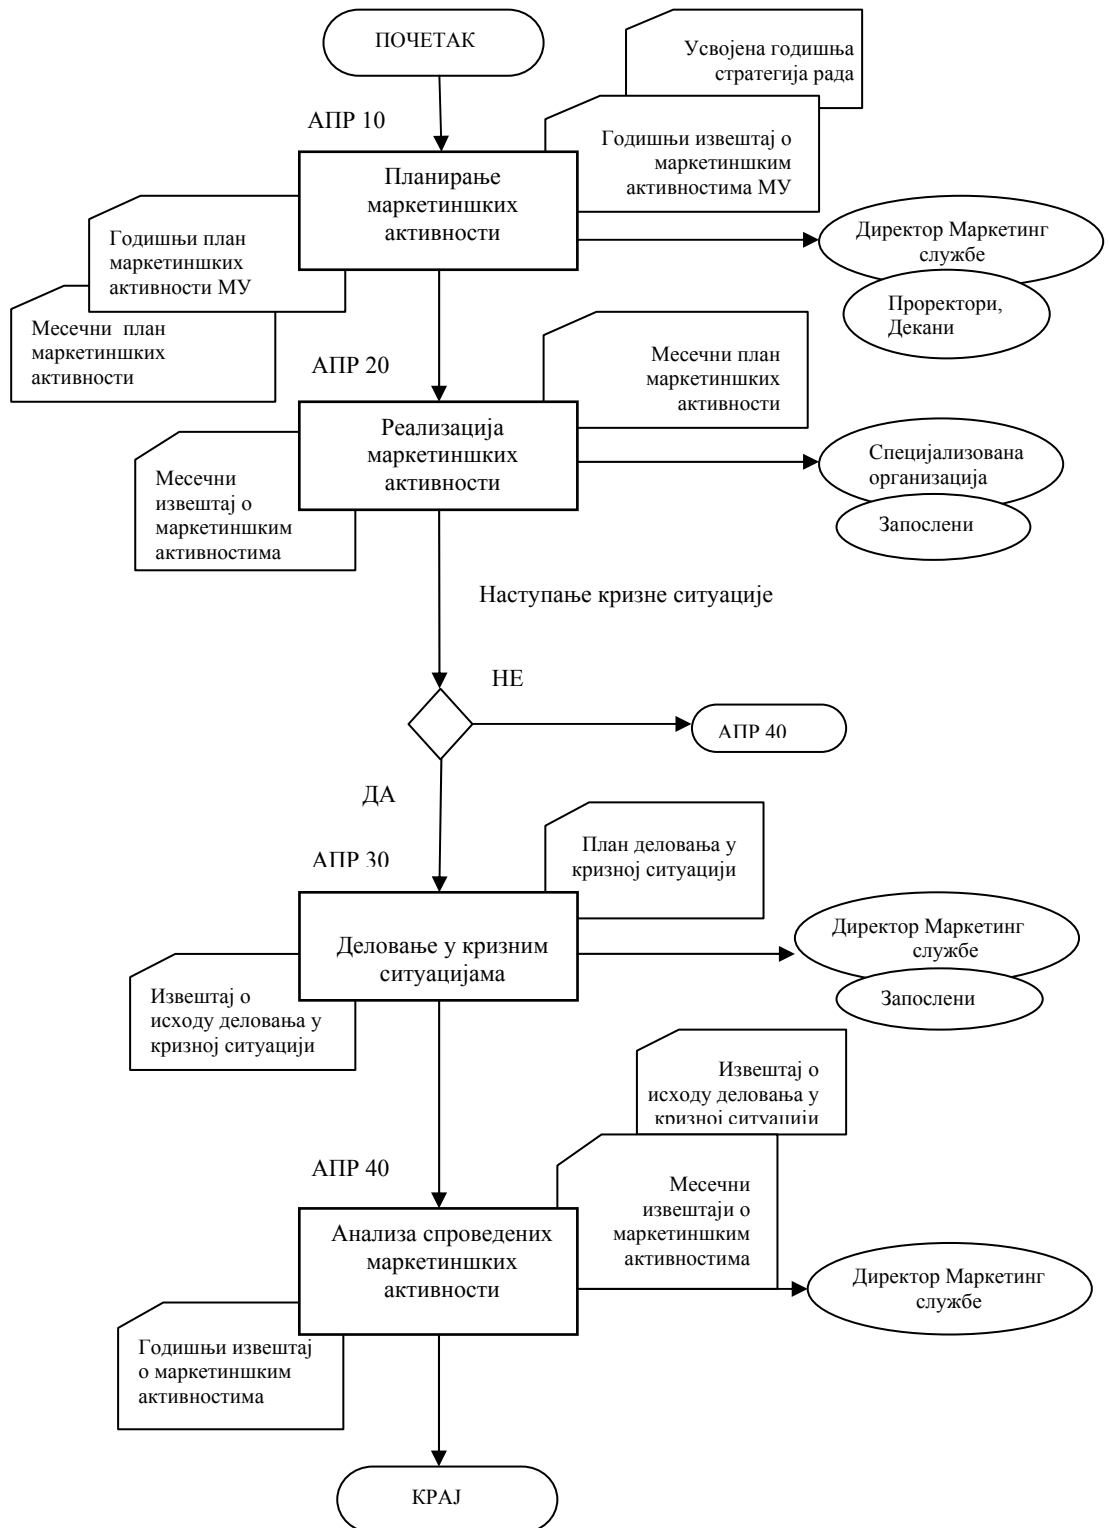 ПОЧЕТАК
Усвојена годишња
стратегија рада
АПР 10
Годишњи извештај о
маркетиншким
активностима МУ
Планирање
маркетиншких
активности
Годишњи план
маркетиншких
активности МУ
Месечни план
маркетиншких
активности
Директор Маркетинг
службе
Проректори,
Декани
АПР 20
Месечни план
маркетиншких
активности
Реализација
маркетиншких
активности
Месечни
извештај о
маркетиншким
активностима
Специјализована
организација
Запослени
Наступање кризне ситуације
НЕ
АПР 40
ДА
АПР 30
План деловања у
кризној ситуацији
Деловање у кризним
ситуацијама
Извештај о
исходу деловања у
кризној ситуацији
Директор Маркетинг
службе
Запослени
Извештај о
исходу деловања у
кризној ситуацији
АПР 40
Месечни
извештаји о
маркетиншким
активностима
Анализа спроведених
маркетиншких
активности
Годишњи извештај
о маркетиншким
активностима
Директор Маркетинг
службе
КРАЈ